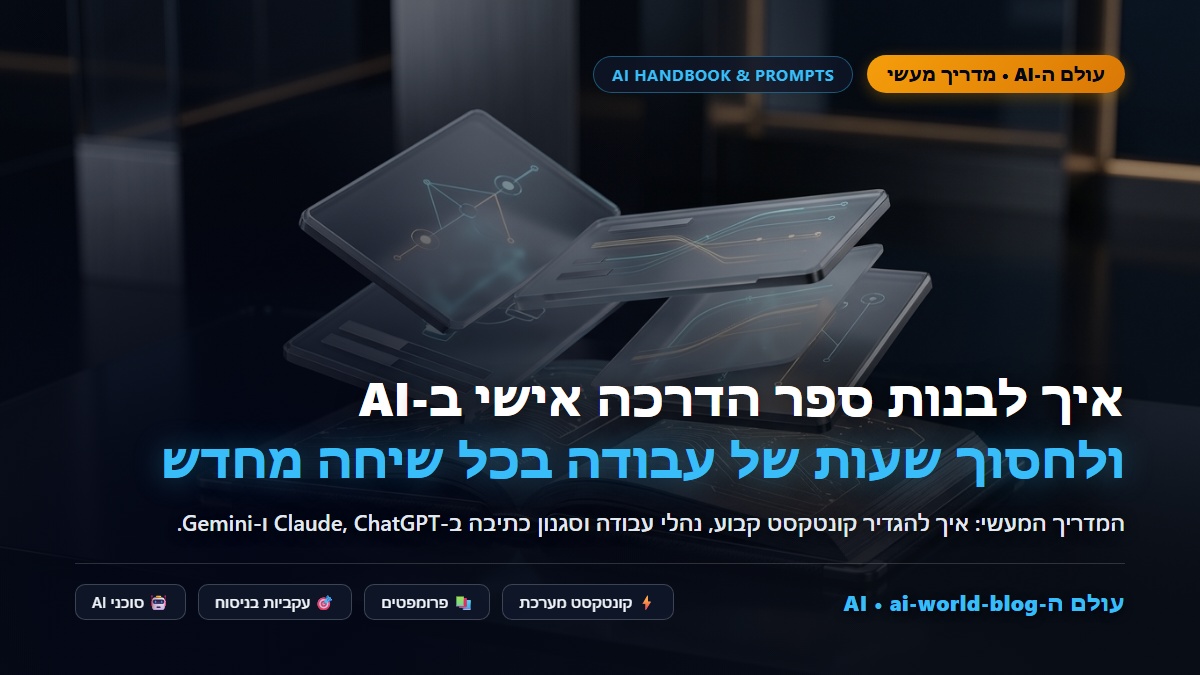 עולם ה-AI • מדריך מעשי
AI HANDBOOK & PROMPTS
איך לבנות ספר הדרכה אישי ב-AI
ולחסוך שעות של עבודה בכל שיחה מחדש
המדריך המעשי: איך להגדיר קונטקסט קבוע, נהלי עבודה וסגנון כתיבה ב-Claude, ChatGPT ו-Gemini.
עולם ה-AI • ai-world-blog
קונטקסט מערכת
פרומפטים
עקביות בניסוח
סוכני AI